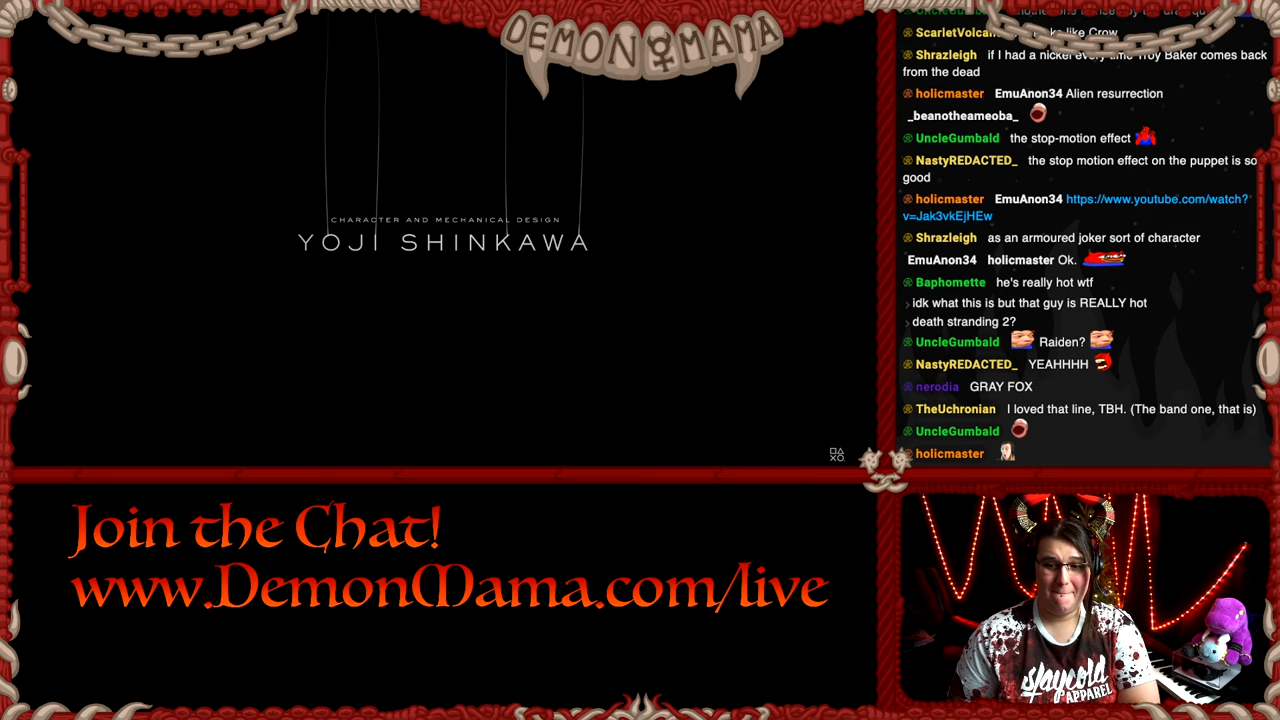 DEMON MAMA
CHARACTER AND MECHANICAL DESIGN
YOJI SHINKAWA
Join the Chat!
www.DemonMama.com/live
like Crow
Shrazleigh if I had a nickel every time Troy Baker comes back
from the dead
holicmaster EmuAnon34 Alien resurrection
_beanotheameoba_
UncleGumbald the stop-motion effect
NastyREDACTED_ the stop motion effect on the puppet is so
good
holicmaster EmuAnon34 https://www.youtube.com/watch?
v=Jak3vkEjHEw
Shrazleigh as an armoured joker sort of character
EmuAnon34 holicmaster Ok.
Baphomette he's really hot wtf
idk what this is but that guy is REALLY hot
death stranding 2?
UncleGumbald Raiden?
NastyREDACTED_ YEAHHHH
nerodia GRAY FOX
TheUchronian I loved that line, TBH. (The band one, that is)
UncleGumbald
holicmaster
staycold
APPAREL